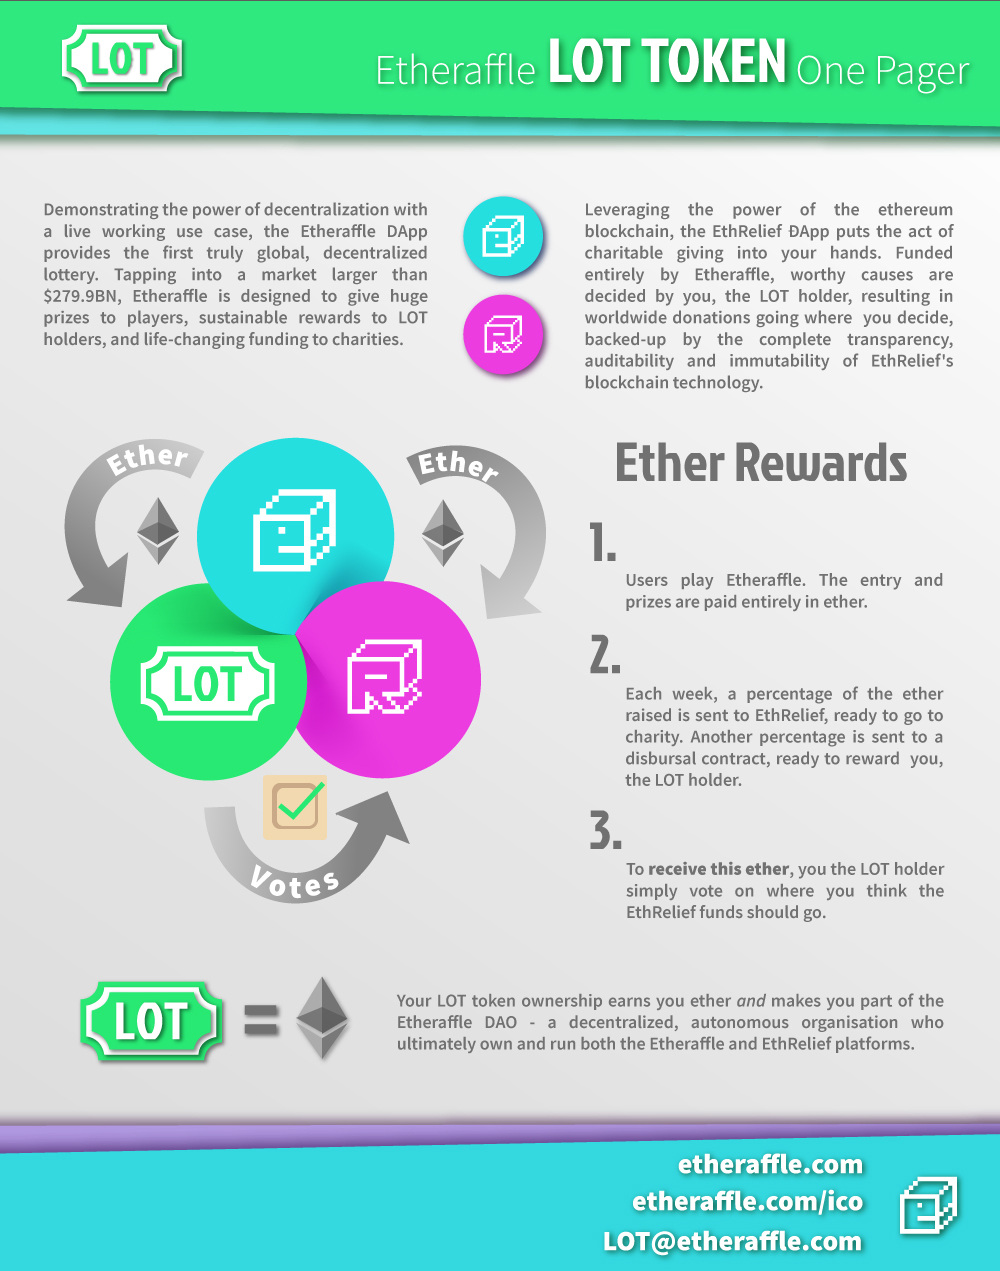 LOT
Etheraffle LOT TOKEN One Pager
Demonstrating the power of decentralization with
a live working use case, the Etheraffle DApp
provides the first truly global, decentralized
lottery. Tapping into a market larger than
$279.9BN, Etheraffle is designed to give huge
prizes to players, sustainable rewards to LOT
holders, and life-changing funding to charities.
Leveraging the power of the ethereum
blockchain, the EthRelief ĐApp puts the act of
charitable giving into your hands. Funded
entirely by Etheraffle, worthy causes are
decided by you, the LOT holder, resulting in
worldwide donations going where you decide,
backed-up by the complete transparency,
auditability and immutability of EthRelief's
blockchain technology.
Ether
Ether
LOT
Votes
Ether Rewards
1.
Users play Etheraffle. The entry and
prizes are paid entirely in ether.
2.
Each week, a percentage of the ether
raised is sent to EthRelief, ready to go to
charity. Another percentage is sent to a
disbursal contract, ready to reward you,
the LOT holder.
3.
To receive this ether, you the LOT holder
simply vote on where you think the
EthRelief funds should go.
LOT =
Your LOT token ownership earns you ether and makes you part of the
Etheraffle DAO - a decentralized, autonomous organisation who
ultimately own and run both the Etheraffle and EthRelief platforms.
etheraffle.com
etheraffle.com/ico
LOT@etheraffle.com